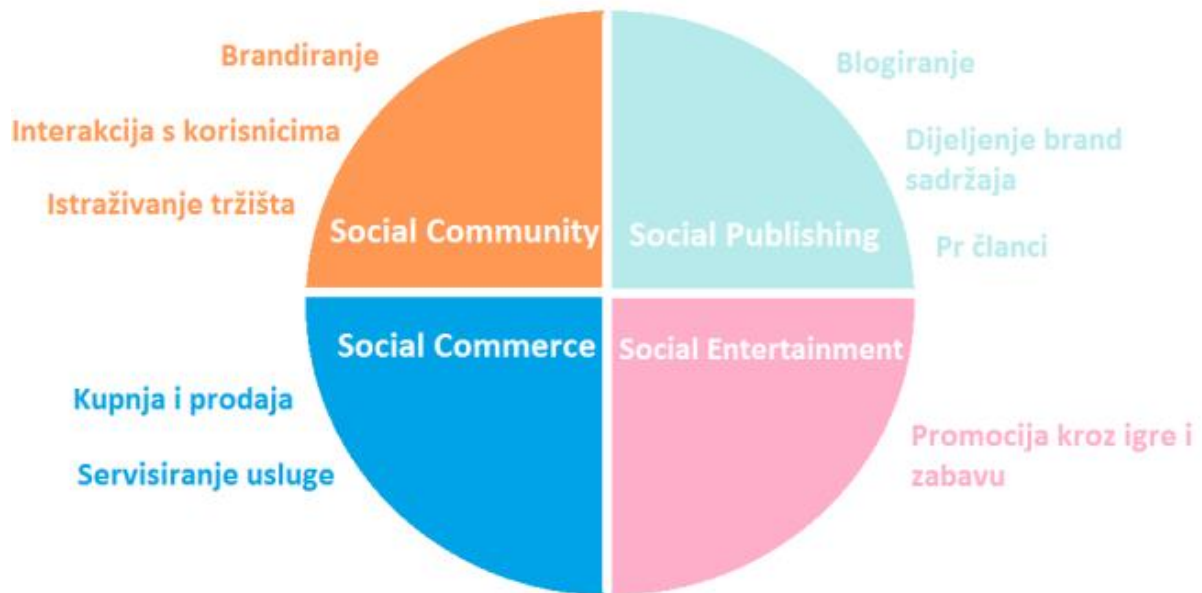 Brandiranje
Interakcija s korisnicima
Istraživanje tržišta
Social Community
Social Publishing
Blogiranje
Dijeljenje brand
sadržaja
Pr članci
Social Commerce
Kupnja i prodaja
Servisiranje usluge
Social Entertainment
Promocija kroz igre i
zabavu